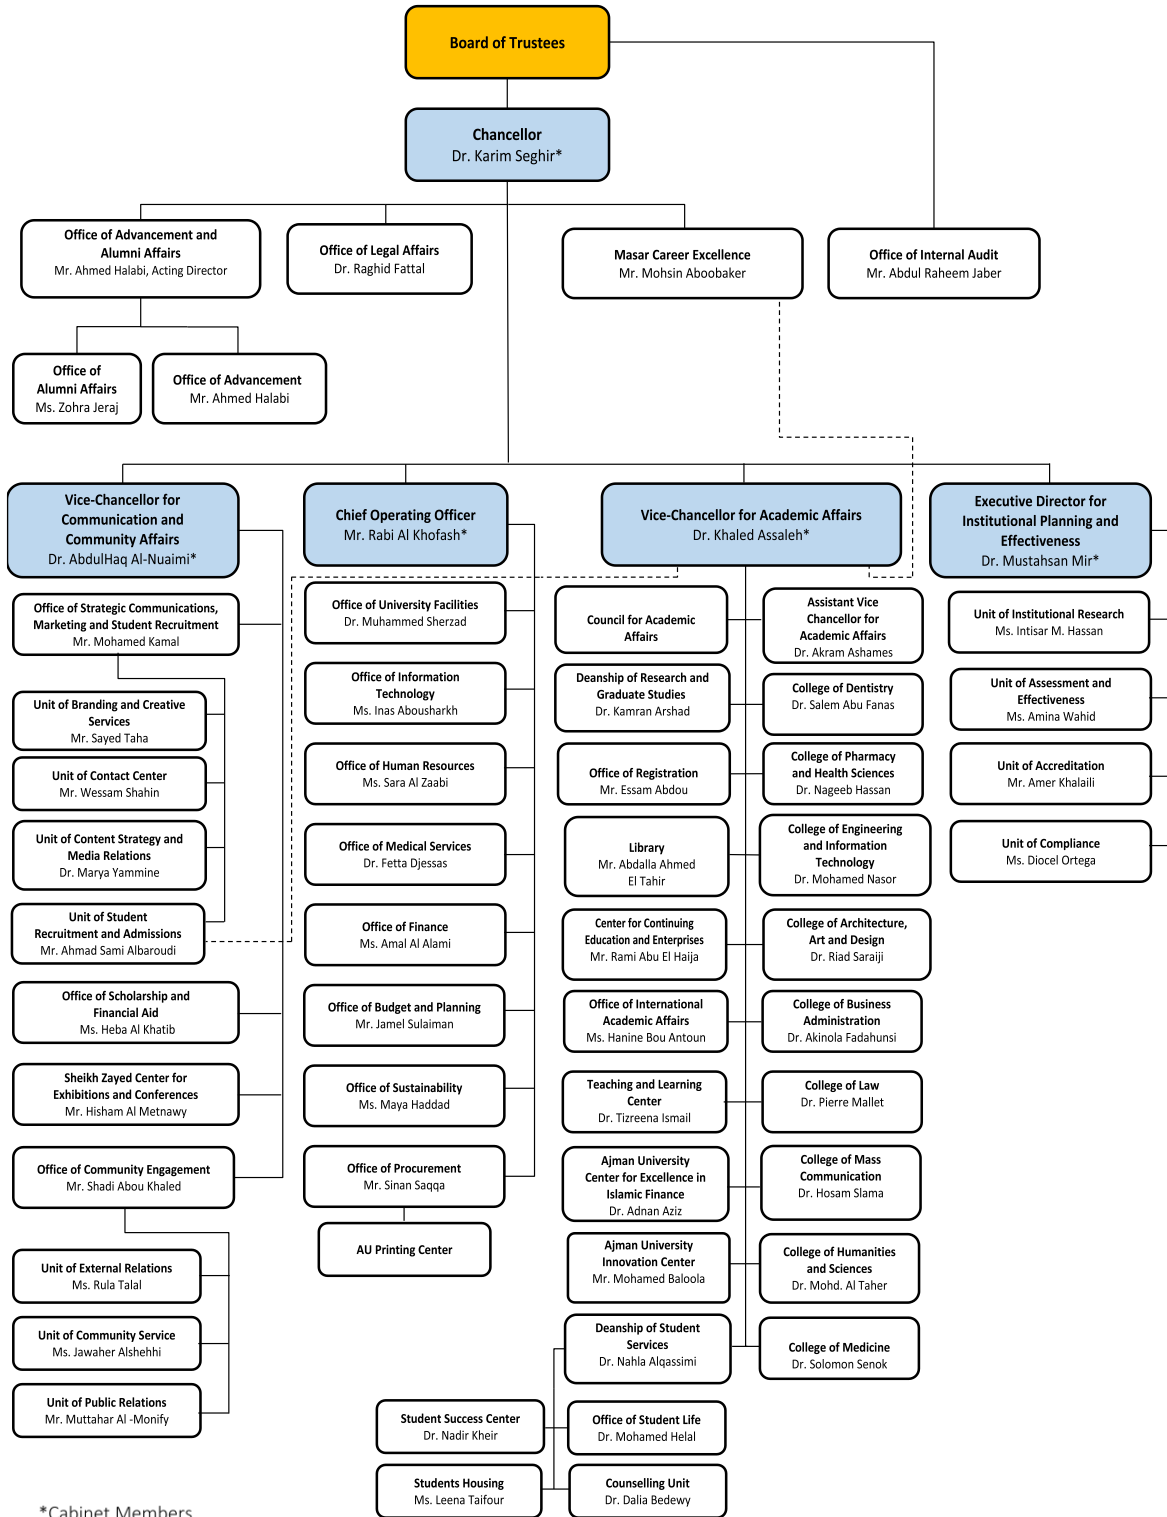 Board of Trustees
Chancellor
Dr. Karim Seghir*
Office of Advancement and
Alumni Affairs
Mr. Ahmed Halabi, Acting Director
Office of Legal Affairs
Dr. Raghid Fattal
Masar Career Excellence
Mr. Mohsin Aboobaker
Office of Internal Audit
Mr. Abdul Raheem Jaber
Office of
Alumni Affairs
Ms. Zohra Jeraj
Office of Advancement
Mr. Ahmed Halabi
Vice-Chancellor for
Communication and
Community Affairs
Dr. AbdulHaq Al-Nuaimi*
Chief Operating Officer
Mr. Rabi Al Khofash*
Vice-Chancellor for Academic Affairs
Dr. Khaled Assaleh*
Executive Director for
Institutional Planning and
Effectiveness
Dr. Mustahsan Mir*
Office of Strategic Communications,
Marketing and Student Recruitment
Mr. Mohamed Kamal
Unit of Branding and Creative
Services
Mr. Sayed Taha
Unit of Contact Center
Mr. Wessam Shahin
Unit of Content Strategy and
Media Relations
Dr. Marya Yammine
Unit of Student
Recruitment and Admissions
Mr. Ahmad Sami Albaroudi
Office of Scholarship and
Financial Aid
Ms. Heba Al Khatib
Sheikh Zayed Center for
Exhibitions and Conferences
Mr. Hisham Al Metnawy
Office of Community Engagement
Mr. Shadi Abou Khaled
Unit of External Relations
Ms. Rula Talal
Unit of Community Service
Ms. Jawaher Alshehhi
Unit of Public Relations
Mr. Muttahar Al -Monify
Office of University Facilities
Dr. Muhammed Sherzad
Office of Information
Technology
Ms. Inas Abousharkh
Office of Human Resources
Ms. Sara Al Zaabi
Office of Medical Services
Dr. Fetta Djessas
Office of Finance
Ms. Amal Al Alami
Office of Budget and Planning
Mr. Jamel Sulaiman
Office of Sustainability
Ms. Maya Haddad
Office of Procurement
Mr. Sinan Saqqa
AU Printing Center
Council for Academic
Affairs
Deanship of Research and
Graduate Studies
Dr. Kamran Arshad
Office of Registration
Mr. Essam Abdou
Library
Mr. Abdalla Ahmed
El Tahir
Center for Continuing
Education and Enterprises
Mr. Rami Abu El Haija
Office of International
Academic Affairs
Ms. Hanine Bou Antoun
Teaching and Learning
Center
Dr. Tizreena Ismail
Ajman University
Center for Excellence in
Islamic Finance
Dr. Adnan Aziz
Ajman University
Innovation Center
Mr. Mohamed Baloola
Deanship of Student
Services
Dr. Nahla Alqassimi
Assistant Vice
Chancellor for
Academic Affairs
Dr. Akram Ashames
College of Dentistry
Dr. Salem Abu Fanas
College of Pharmacy
and Health Sciences
Dr. Nageeb Hassan
College of Engineering
and Information
Technology
Dr. Mohamed Nasor
College of Architecture,
Art and Design
Dr. Riad Saraiji
College of Business
Administration
Dr. Akinola Fadahunsi
College of Law
Dr. Pierre Mallet
College of Mass
Communication
Dr. Hosam Slama
College of Humanities
and Sciences
Dr. Mohd. Al Taher
College of Medicine
Dr. Solomon Senok
Student Success Center
Dr. Nadir Kheir
Office of Student Life
Dr. Mohamed Helal
Students Housing
Ms. Leena Taifour
Counselling Unit
Dr. Dalia Bedewy
Unit of Institutional Research
Ms. Intisar M. Hassan
Unit of Assessment and
Effectiveness
Ms. Amina Wahid
Unit of Accreditation
Mr. Amer Khalaili
Unit of Compliance
Ms. Diocel Ortega
*Cabinet Members